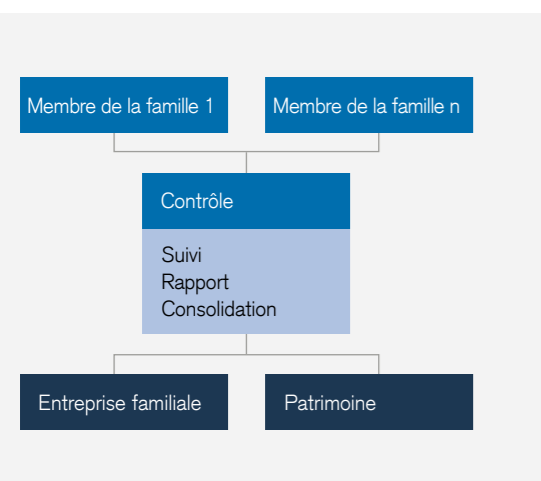 Membre de la famille 1
Membre de la famille n
Contrôle
Suivi
Rapport
Consolidation
Entreprise familiale
Patrimoine